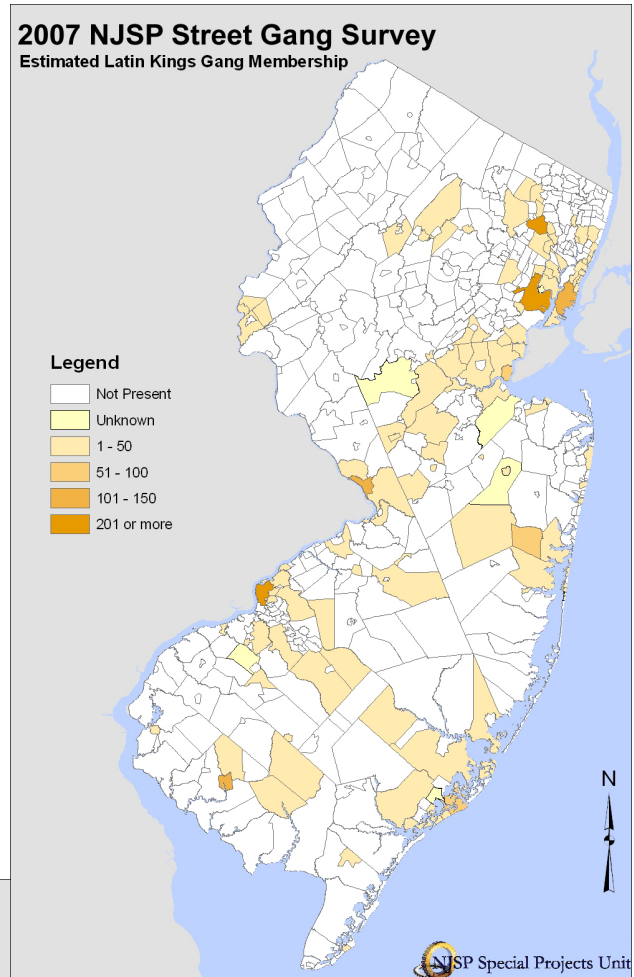 2007 NJSP Street Gang Survey
Estimated Latin Kings Gang Membership
Legend
Not Present
Unknown
1 - 50
51 - 100
101 - 150
201 or more
N
NJSP Special Projects Unit